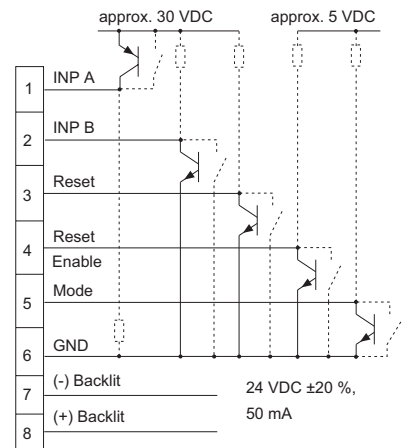 approx. 30 VDC
approx. 5 VDC
1
INP A
2
INP B
3
Reset
4
Reset
Enable
5
Mode
6
GND
7
(-) Backlit
24 VDC ±20 %,
50 mA
8
(+) Backlit